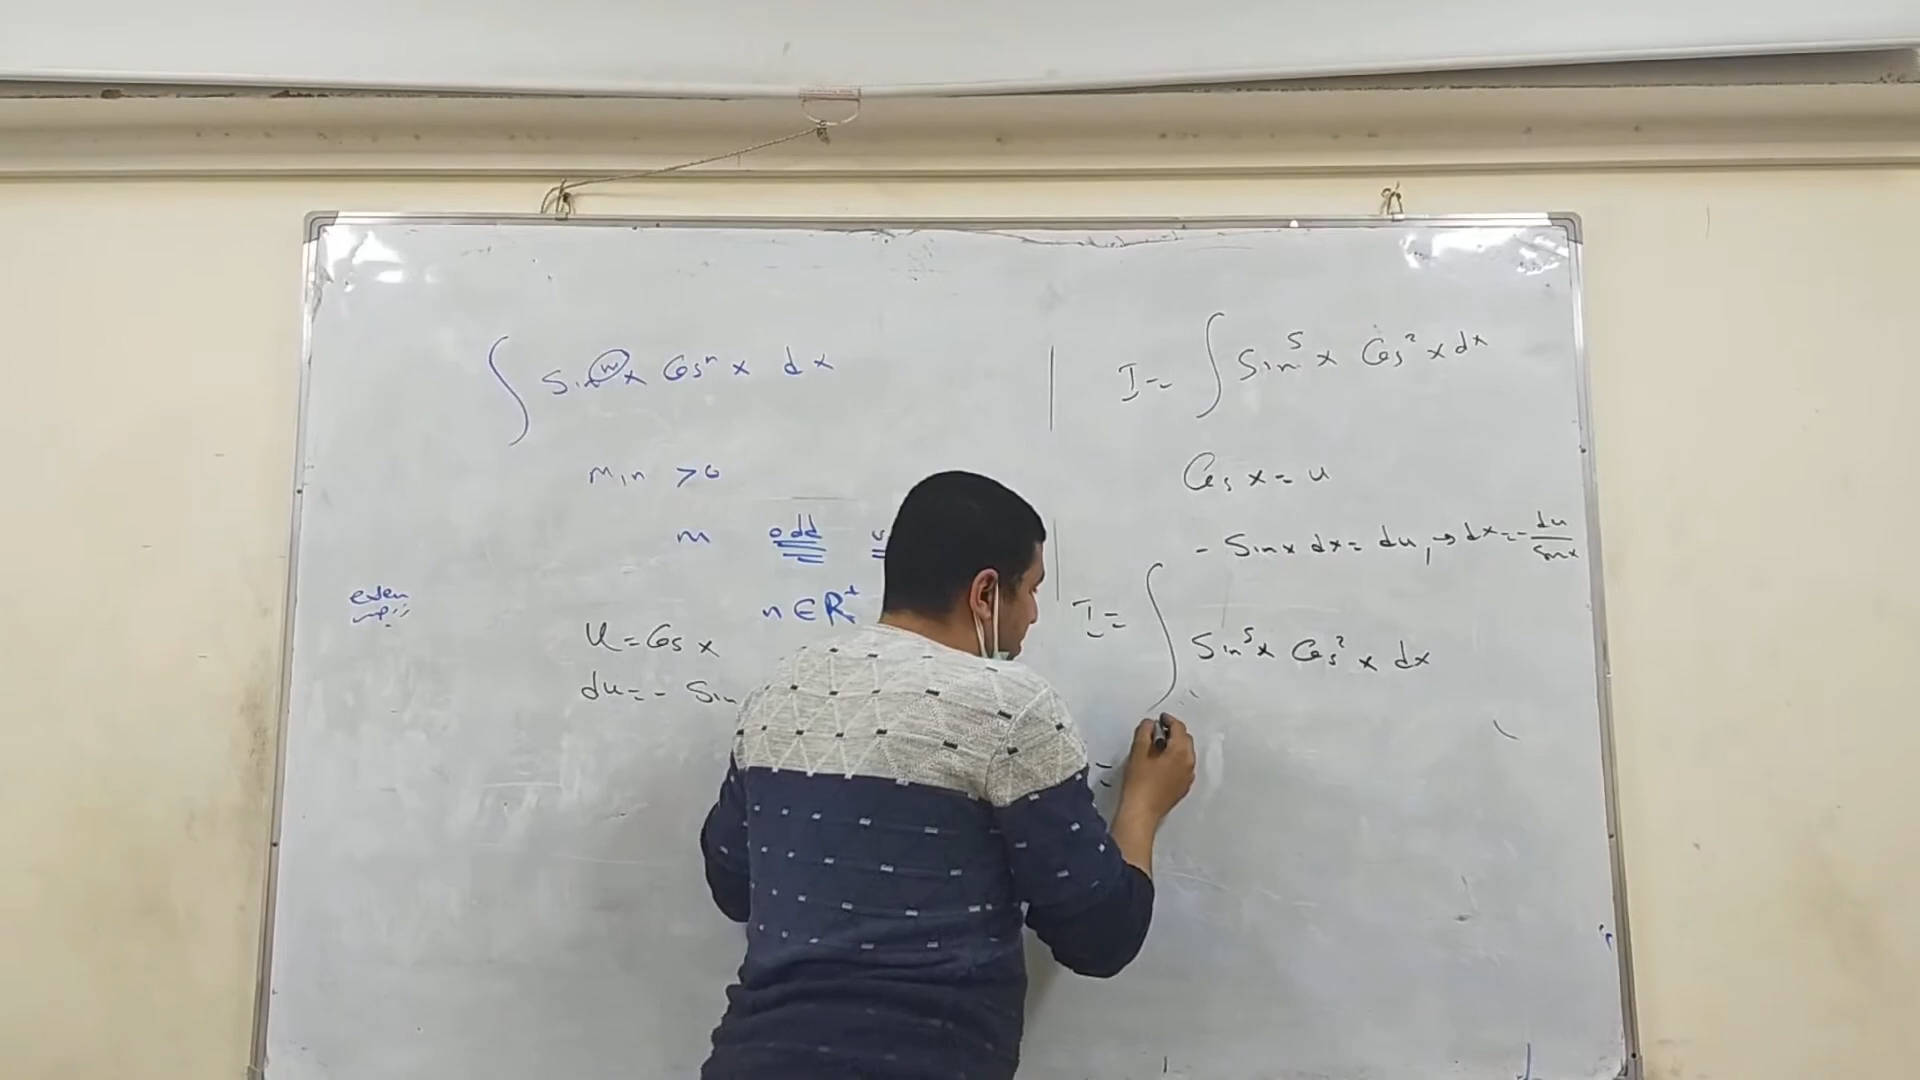 ∫ Sin^m x Cos^n x dx
m, n > 0
m odd
n ∈ R^+
even
زوجي
u = Cos x
du = - Sin
I = ∫ Sin^5 x Cos^2 x dx
Cos x = u
- Sin x dx = du, → dx = - du / Sin x
I = ∫ Sin^5 x Cos^2 x dx
=